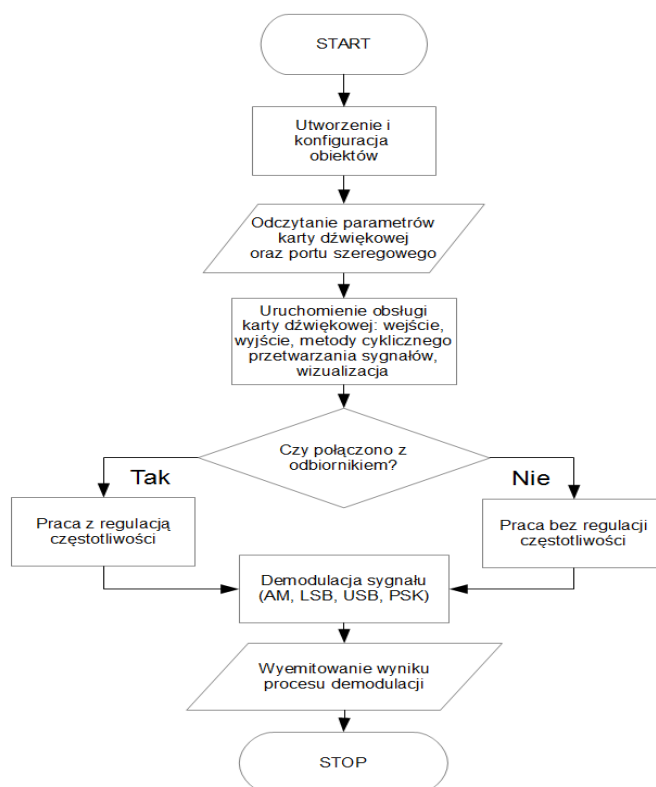 START
Utworzenie i
konfiguracja
obiektów
Odczytanie parametrów
karty dźwiękowej
oraz portu szeregowego
Uruchomienie obsługi
karty dźwiękowej: wejście,
wyjście, metody cyklicznego
przetwarzania sygnałów,
wizualizacja
Czy połączono z
odbiornikiem?
Tak
Nie
Praca z regulacją
częstotliwości
Praca bez regulacji
częstotliwości
Demodulacja sygnału
(AM, LSB, USB, PSK)
Wyemitowanie wyniku
procesu demodulacji
STOP